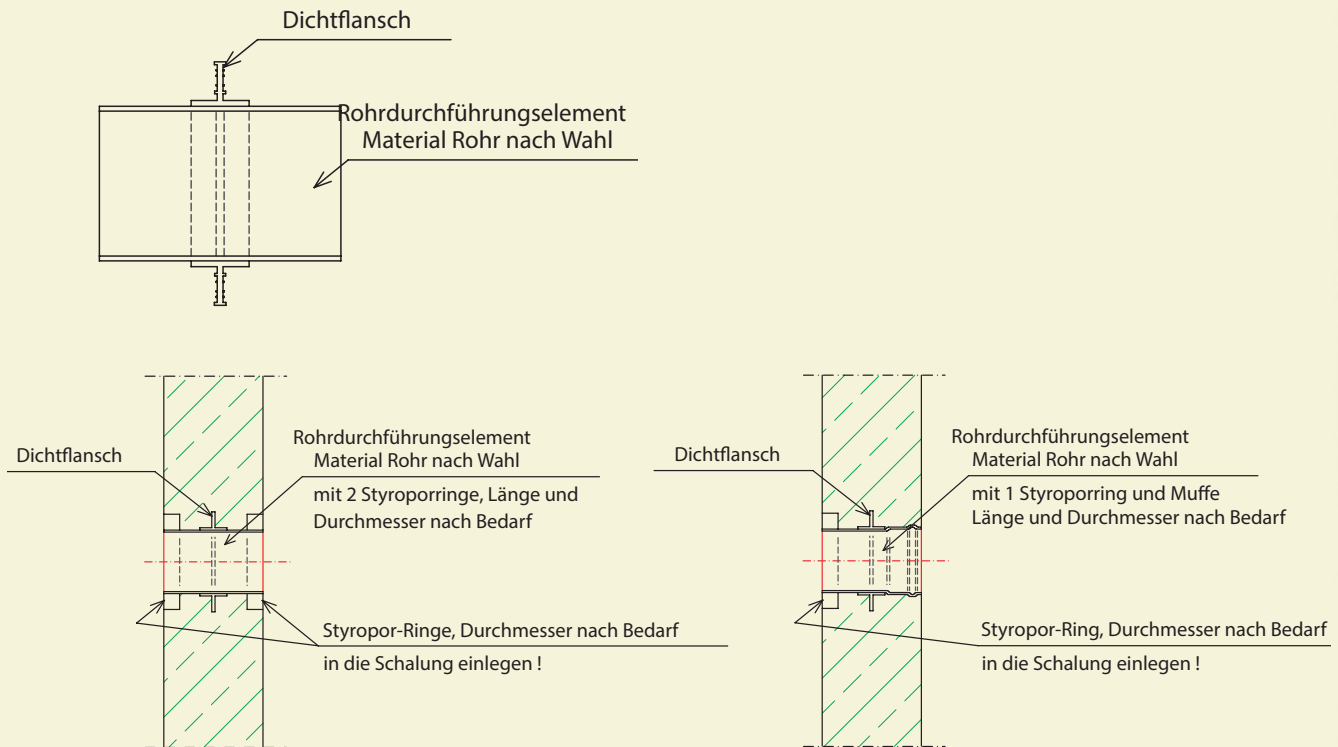 Dichtflansch
Rohrdurchführungselement
Material Rohr nach Wahl
Dichtflansch
Rohrdurchführungselement
Material Rohr nach Wahl
mit 2 Styroporringe, Länge und
Durchmesser nach Bedarf
Styropor-Ringe, Durchmesser nach Bedarf
in die Schalung einlegen !
Dichtflansch
Rohrdurchführungselement
Material Rohr nach Wahl
mit 1 Styroporring und Muffe
Länge und Durchmesser nach Bedarf
Styropor-Ring, Durchmesser nach Bedarf
in die Schalung einlegen !